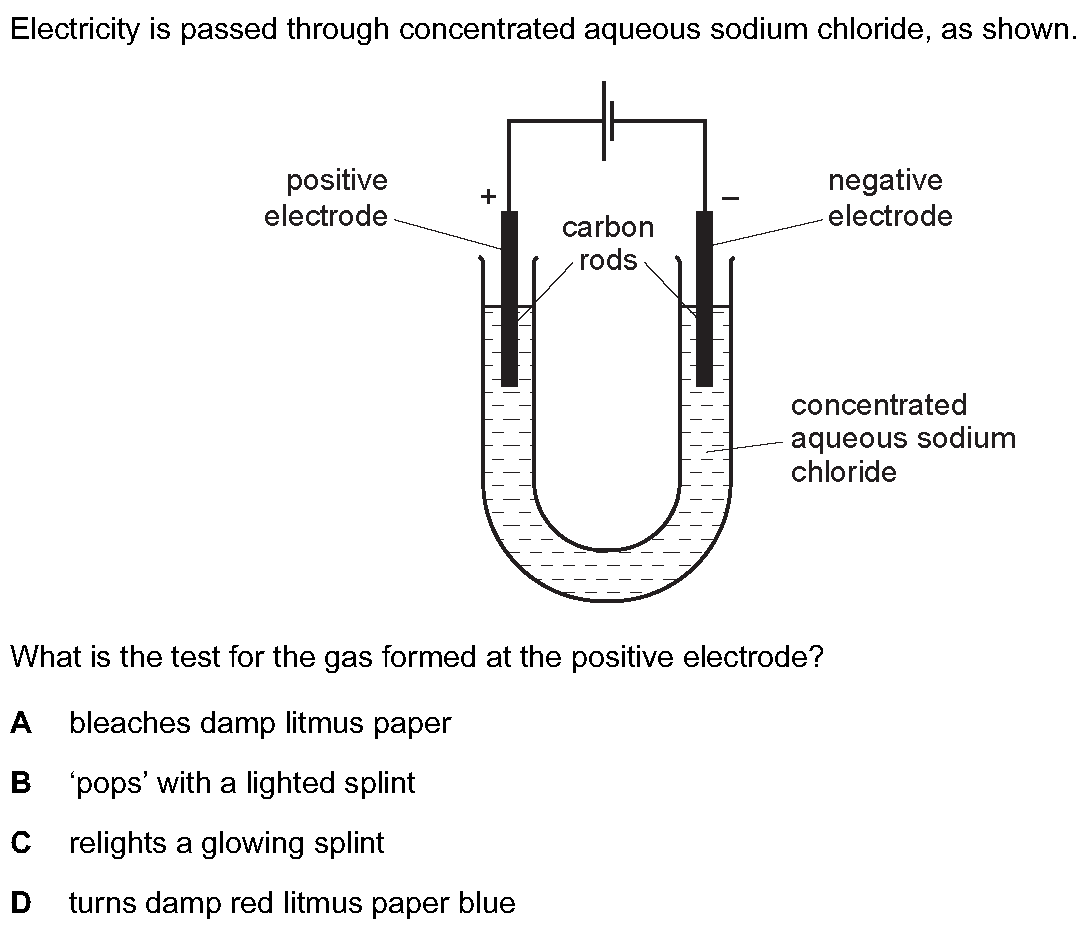 Electricity is passed through concentrated aqueous sodium chloride, as shown.
positive
electrode
+
carbon
rods
–
negative
electrode
concentrated
aqueous sodium
chloride
What is the test for the gas formed at the positive electrode?
A bleaches damp litmus paper
B ‘pops’ with a lighted splint
C relights a glowing splint
D turns damp red litmus paper blue